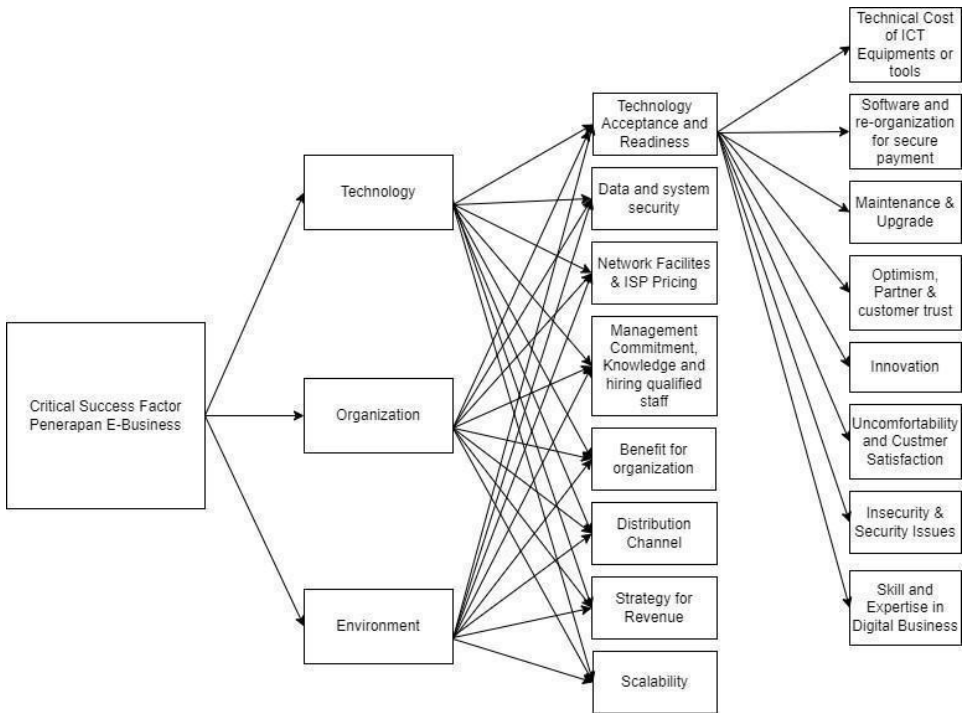 Critical Success Factor
Penerapan E-Business
Technology
Organization
Environment
Technology
Acceptance and
Readiness
Data and system
security
Network Facilites
& ISP Pricing
Management
Commitment,
Knowledge and
hiring qualified
staff
Benefit for
organization
Distribution
Channel
Strategy for
Revenue
Scalability
Technical Cost
of ICT
Equipments or
tools
Software and
re-organization
for secure
payment
Maintenance &
Upgrade
Optimism,
Partner &
customer trust
Innovation
Uncomfortability
and Custmer
Satisfaction
Insecurity &
Security Issues
Skill and
Expertise in
Digital Business